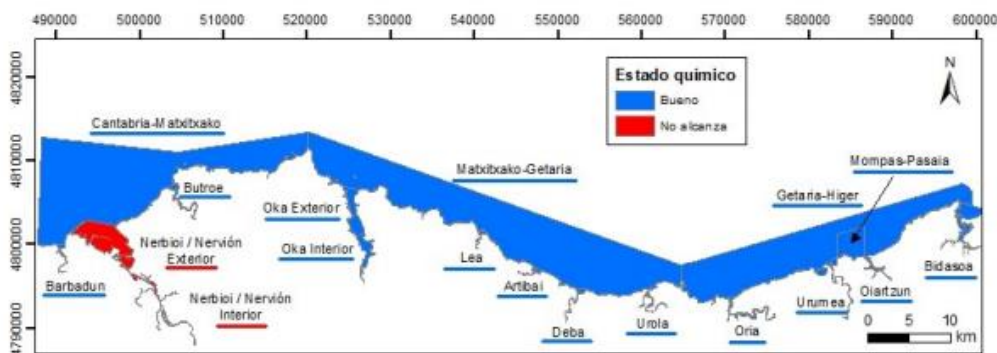 490000 500000 510000 520000 530000 540000 550000 560000 570000 580000 590000 600000
4820000
4810000
4800000
4790000
Estado químico
Bueno
No alcanza
N
Cantabria-Matxitxako
Butroe
Oka Exterior
Oka Interior
Nerbioi / Nervión
Exterior
Nerbioi / Nervión
Interior
Barbadun
Matxitxako-Getaria
Mompas-Pasaia
Getaria-Higer
Lea
Artibai
Deba
Urola
Oria
Urumea
Oiartzun
Bidasoa
0 5 10
km